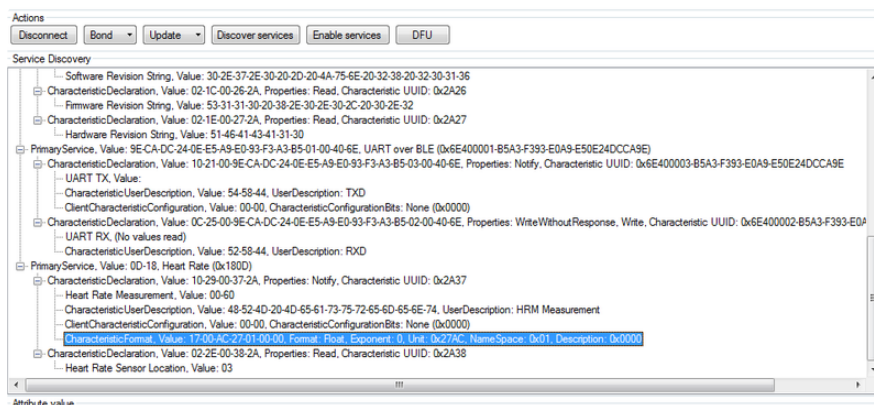 Actions
Disconnect Bond Update Discover services Enable services DFU
Service Discovery
Software Revision String, Value: 30-2E-37-2E-30-20-2D-20-4A-75-6E-20-32-38-20-32-30-31-36
CharacteristicDeclaration, Value: 02-1C-00-26-2A, Properties: Read, Characteristic UUID: 0x2A26
Firmware Revision String, Value: 53-31-31-30-20-38-2E-30-2E-30-2C-20-30-2E-32
CharacteristicDeclaration, Value: 02-1E-00-27-2A, Properties: Read, Characteristic UUID: 0x2A27
Hardware Revision String, Value: 51-46-41-43-41-31-30
PrimaryService, Value: 9E-CA-DC-24-0E-E5-A9-E0-93-F3-A3-B5-01-00-40-6E, UART over BLE (0x6E400001-B5A3-F393-E0A9-E50E24DCCA9E)
CharacteristicDeclaration, Value: 10-21-00-9E-CA-DC-24-0E-E5-A9-E0-93-F3-A3-B5-03-00-40-6E, Properties: Notify, Characteristic UUID: 0x6E400003-B5A3-F393-E0A9-E50E24DCCA9E
UART TX, Value:
CharacteristicUserDescription, Value: 54-58-44, UserDescription: TXD
ClientCharacteristicConfiguration, Value: 00-00, CharacteristicConfigurationBits: None (0x0000)
CharacteristicDeclaration, Value: 0C-25-00-9E-CA-DC-24-0E-E5-A9-E0-93-F3-A3-B5-02-00-40-6E, Properties: WriteWithoutResponse, Write, Characteristic UUID: 0x6E400002-B5A3-F393-E0A
UART RX, (No values read)
CharacteristicUserDescription, Value: 52-58-44, UserDescription: RXD
PrimaryService, Value: 0D-18, Heart Rate (0x180D)
CharacteristicDeclaration, Value: 10-29-00-37-2A, Properties: Notify, Characteristic UUID: 0x2A37
Heart Rate Measurement, Value: 00-60
CharacteristicUserDescription, Value: 48-52-4D-20-4D-65-61-73-75-72-65-6D-65-6E-74, UserDescription: HRM Measurement
ClientCharacteristicConfiguration, Value: 00-00, CharacteristicConfigurationBits: None (0x0000)
CharacteristicFormat, Value: 17-00-AC-27-01-00-00, Format: Float, Exponent: 0, Unit: 0x27AC, NameSpace: 0x01, Description: 0x0000
CharacteristicDeclaration, Value: 02-2E-00-38-2A, Properties: Read, Characteristic UUID: 0x2A38
Heart Rate Sensor Location, Value: 03
Attribute value